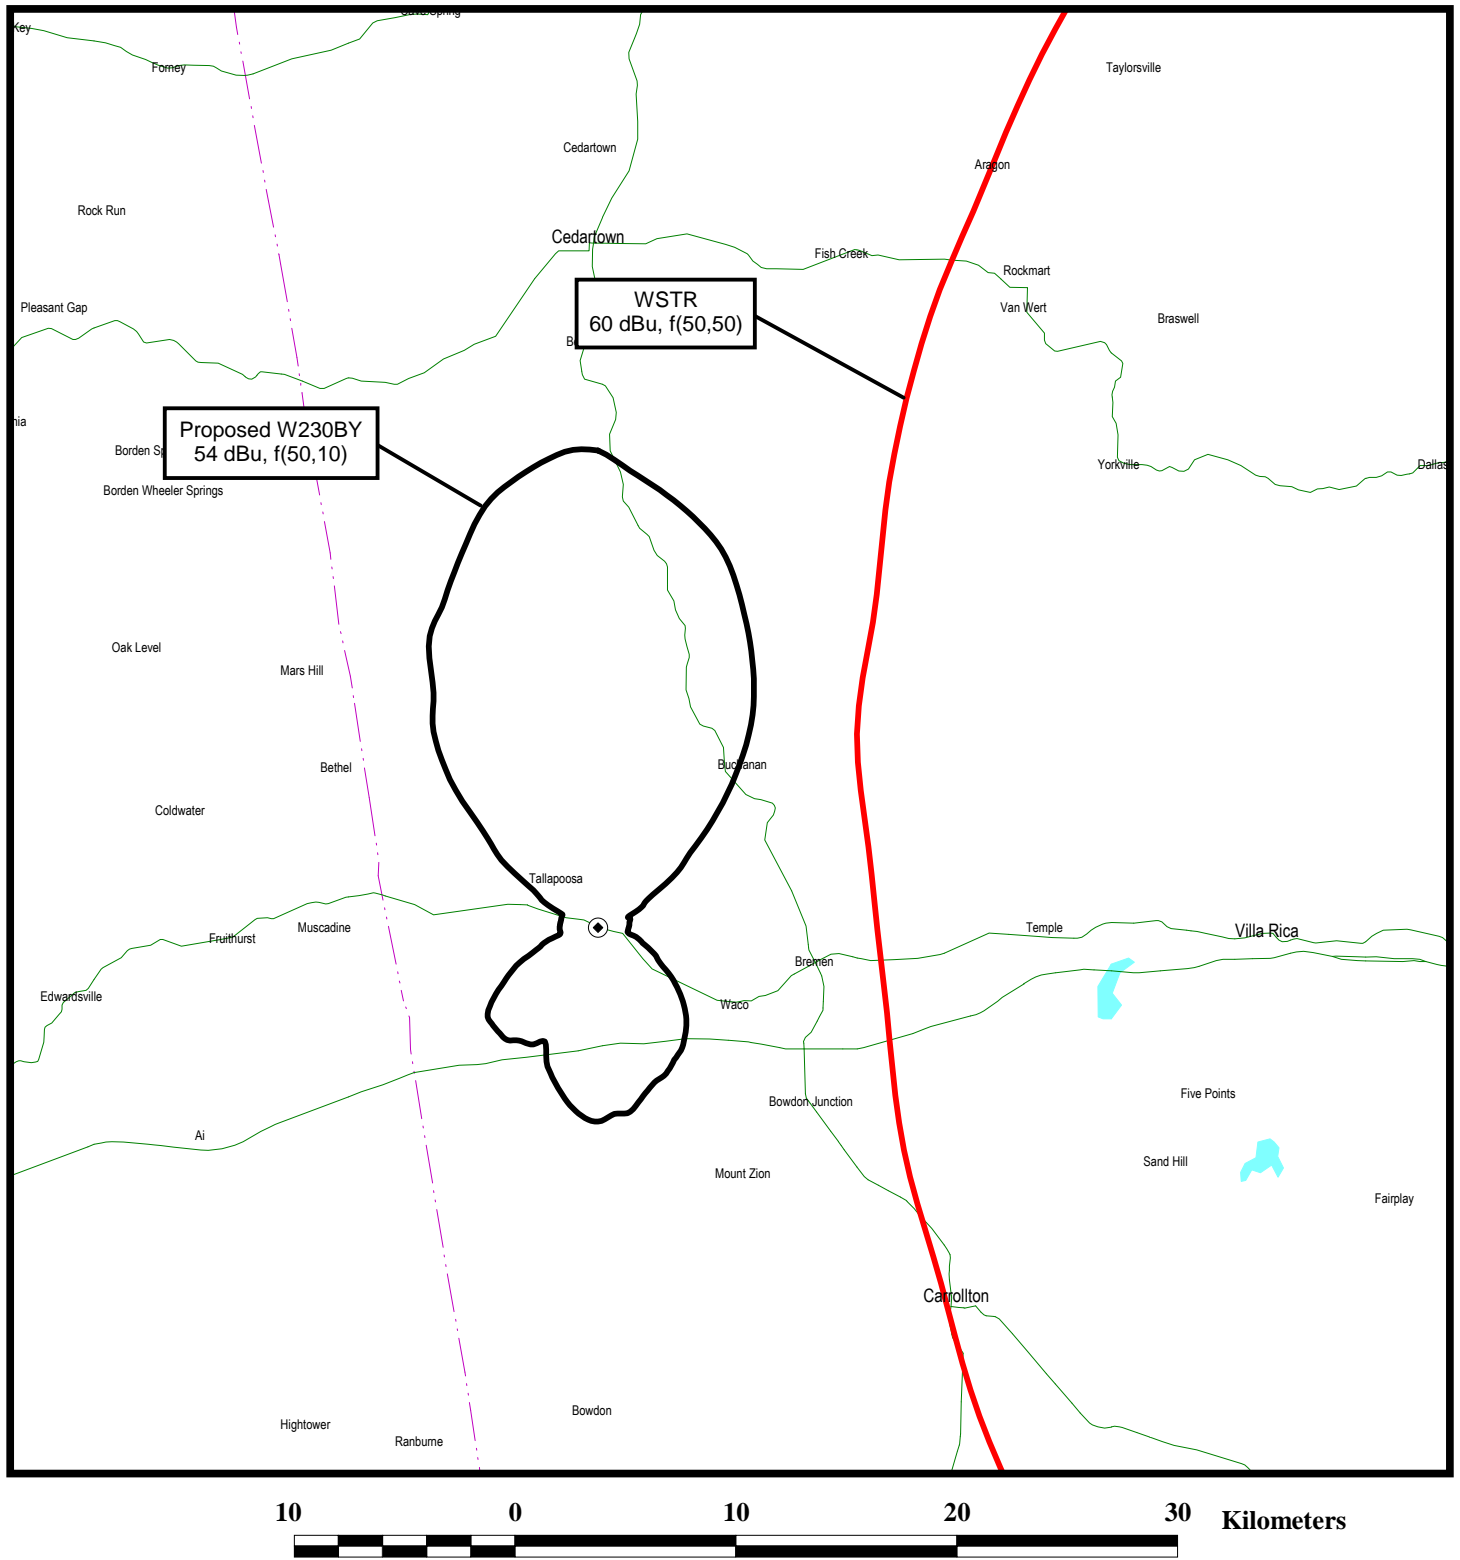 Key
Forney
Taylorsville
Cedartown
Aragon
Rock Run
Cedartown
Fish Creek
Rockmart
Pleasant Gap
Van Wert
Braswell
WSTR
60 dBu, f(50,50)
Proposed W230BY
54 dBu, f(50,10)
Borden
Yorkville
Dallas
Borden Wheeler Springs
Oak Level
Mars Hill
Buchanan
Bethel
Coldwater
Tallapoosa
Muscadine
Fruithurst
Temple
Villa Rica
Bremen
Edwardsville
Waco
Bowdon Junction
Five Points
Ai
Mount Zion
Sand Hill
Fairplay
Carrollton
Bowdon
Hightower
Ranburne
10 0 10 20 30 Kilometers